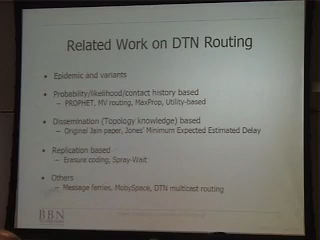 Related Work on DTN Routing
• Epidemic and variants
• Probability/likelihood/contact history based
– PROPHET, MV routing, MaxProp, Utility-based
• Dissemination (Topology knowledge) based
– Original Jain paper, Jones' Minimum Expected Estimated Delay
• Replication based
– Erasure coding, Spray-Wait
• Others
– Message ferries, MobySpace, DTN multicast routing
BBN